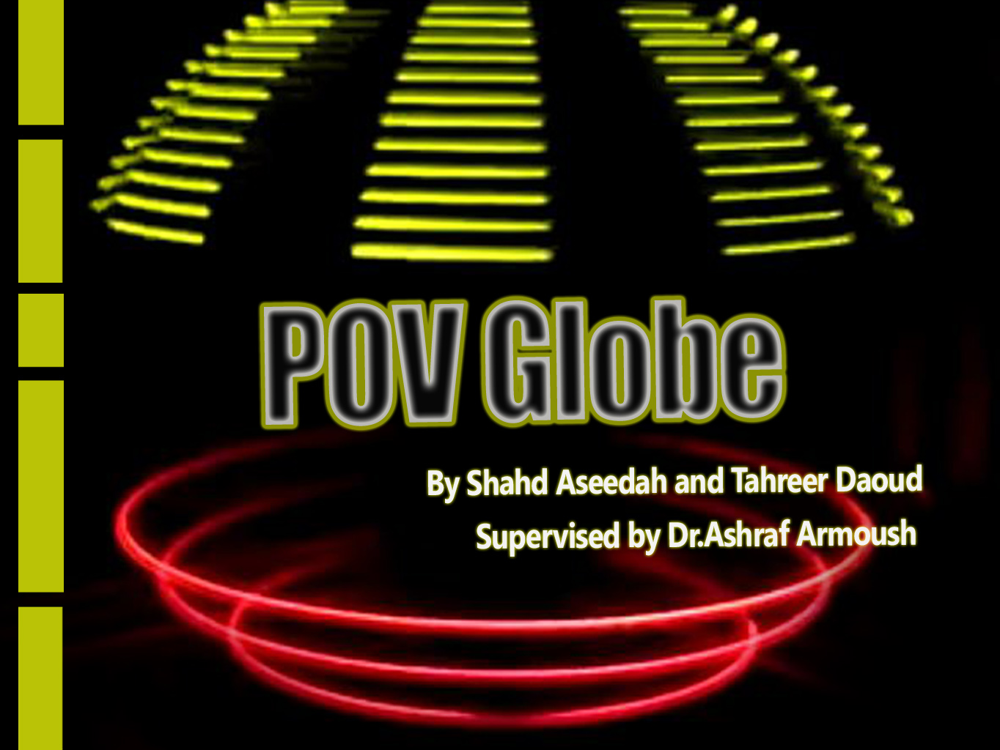 POV Globe
By Shahd Aseedah and Tahreer Daoud
Supervised by Dr.Ashraf Armoush